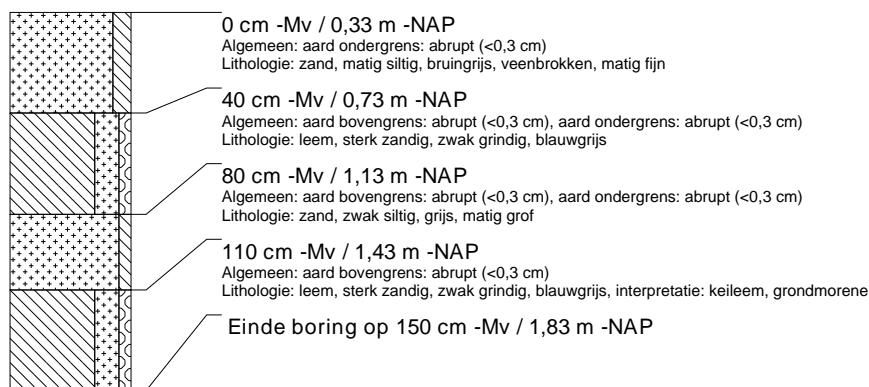 0 cm -Mv / 0,33 m -NAP
Algemeen: aard ondergrens: abrupt (<0,3 cm)
Lithologie: zand, matig siltig, bruingrijs, veenbrokken, matig fijn
40 cm -Mv / 0,73 m -NAP
Algemeen: aard bovengrens: abrupt (<0,3 cm), aard ondergrens: abrupt (<0,3 cm)
Lithologie: leem, sterk zandig, zwak grindig, blauwgrijs
80 cm -Mv / 1,13 m -NAP
Algemeen: aard bovengrens: abrupt (<0,3 cm), aard ondergrens: abrupt (<0,3 cm)
Lithologie: zand, zwak siltig, grijs, matig grof
110 cm -Mv / 1,43 m -NAP
Algemeen: aard bovengrens: abrupt (<0,3 cm)
Lithologie: leem, sterk zandig, zwak grindig, blauwgrijs, interpretatie: keileem, grondmorene
Einde boring op 150 cm -Mv / 1,83 m -NAP